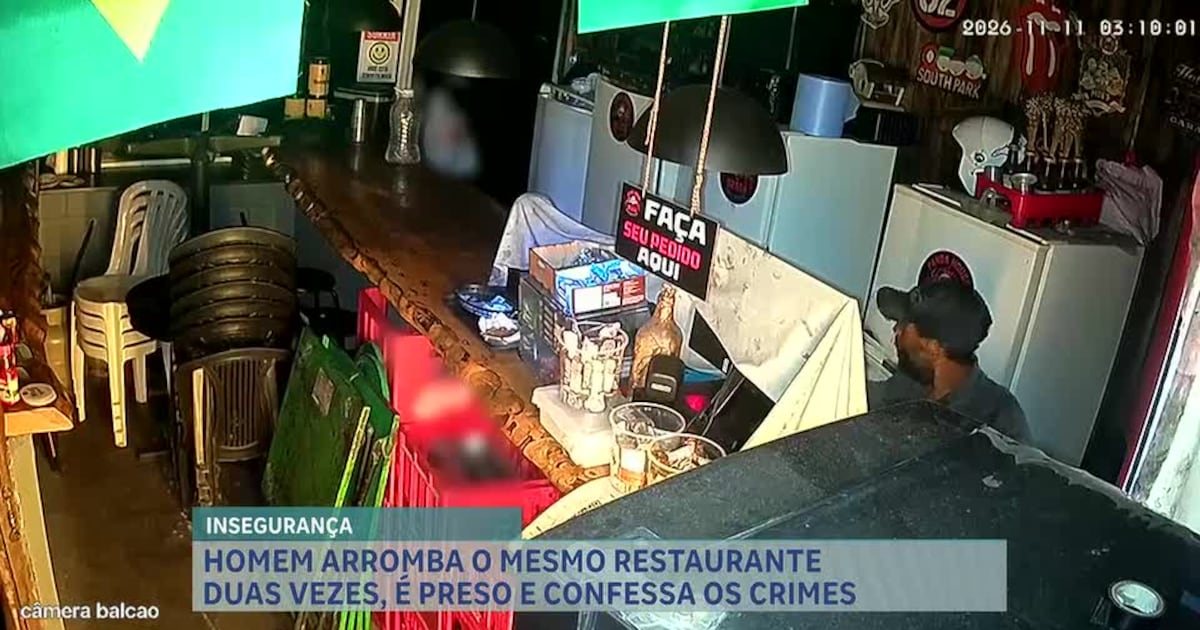 2026-11-11 03:10:01
SORRIA
SOUTH PARK
FAÇA
SEU PEDIDO
AQUI
INSEGURANÇA
HOMEM ARROMBA O MESMO RESTAURANTE
DUAS VEZES, É PRESO E CONFESSA OS CRIMES
câmera balcao